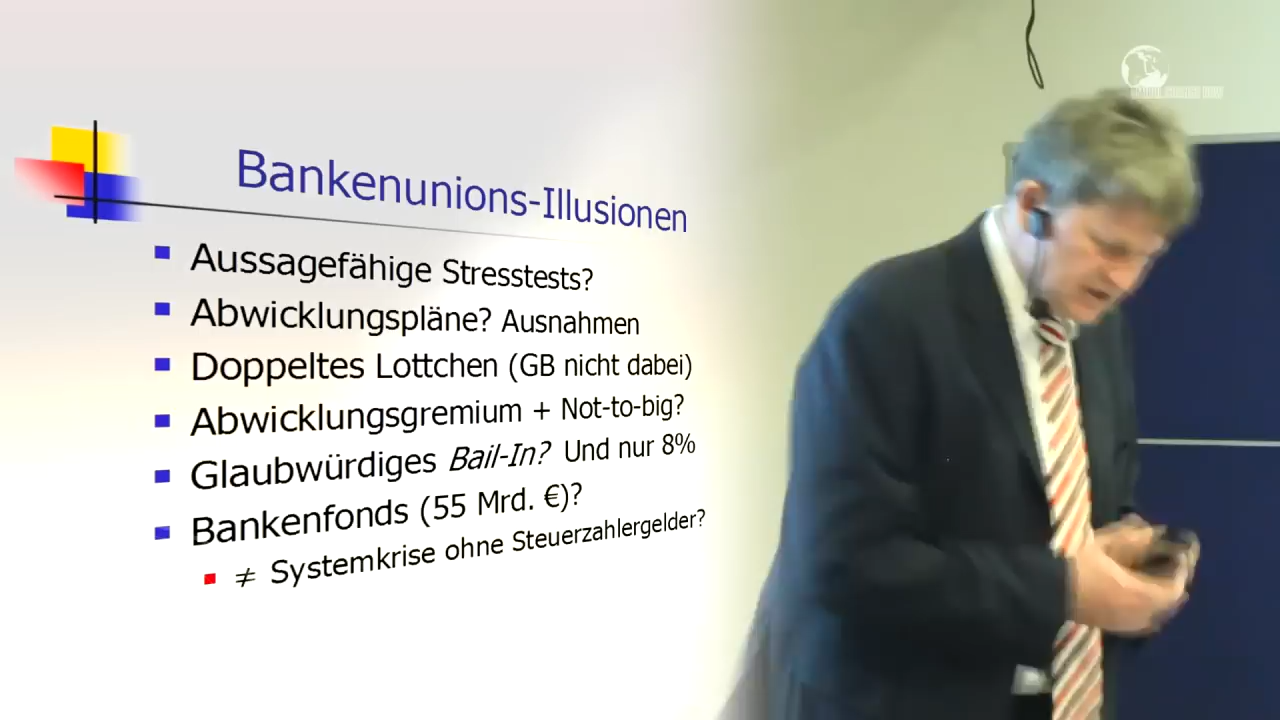 Bankenunions-Illusionen
Aussagefähige Stresstests?
Abwicklungspläne? Ausnahmen
Doppeltes Lottchen (GB nicht dabei)
Abwicklungsgremium + Not-to-big?
Glaubwürdiges Bail-In? Und nur 8%
Bankenfonds (55 Mrd. €)?
≠ Systemkrise ohne Steuerzahlergelder?